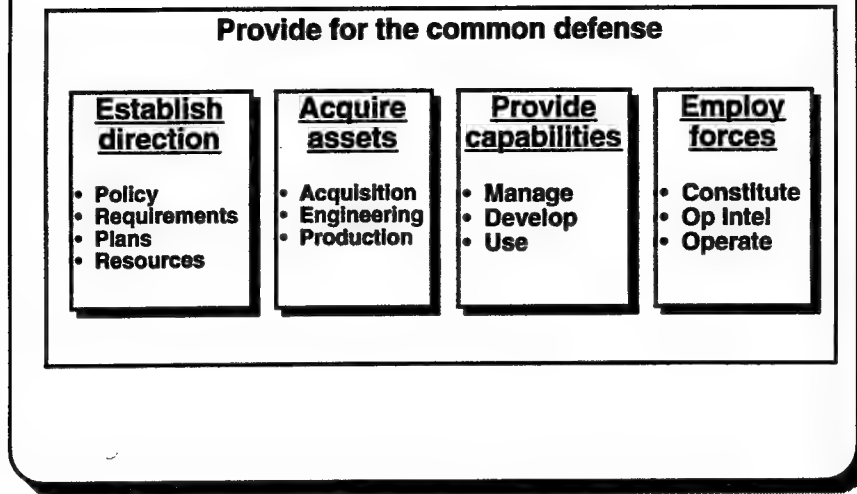 Provide for the common defense
Establish
direction
• Policy
• Requirements
• Plans
• Resources
Acquire
assets
• Acquisition
• Engineering
• Production
Provide
capabilities
• Manage
• Develop
• Use
Employ
forces
• Constitute
• Op Intel
• Operate